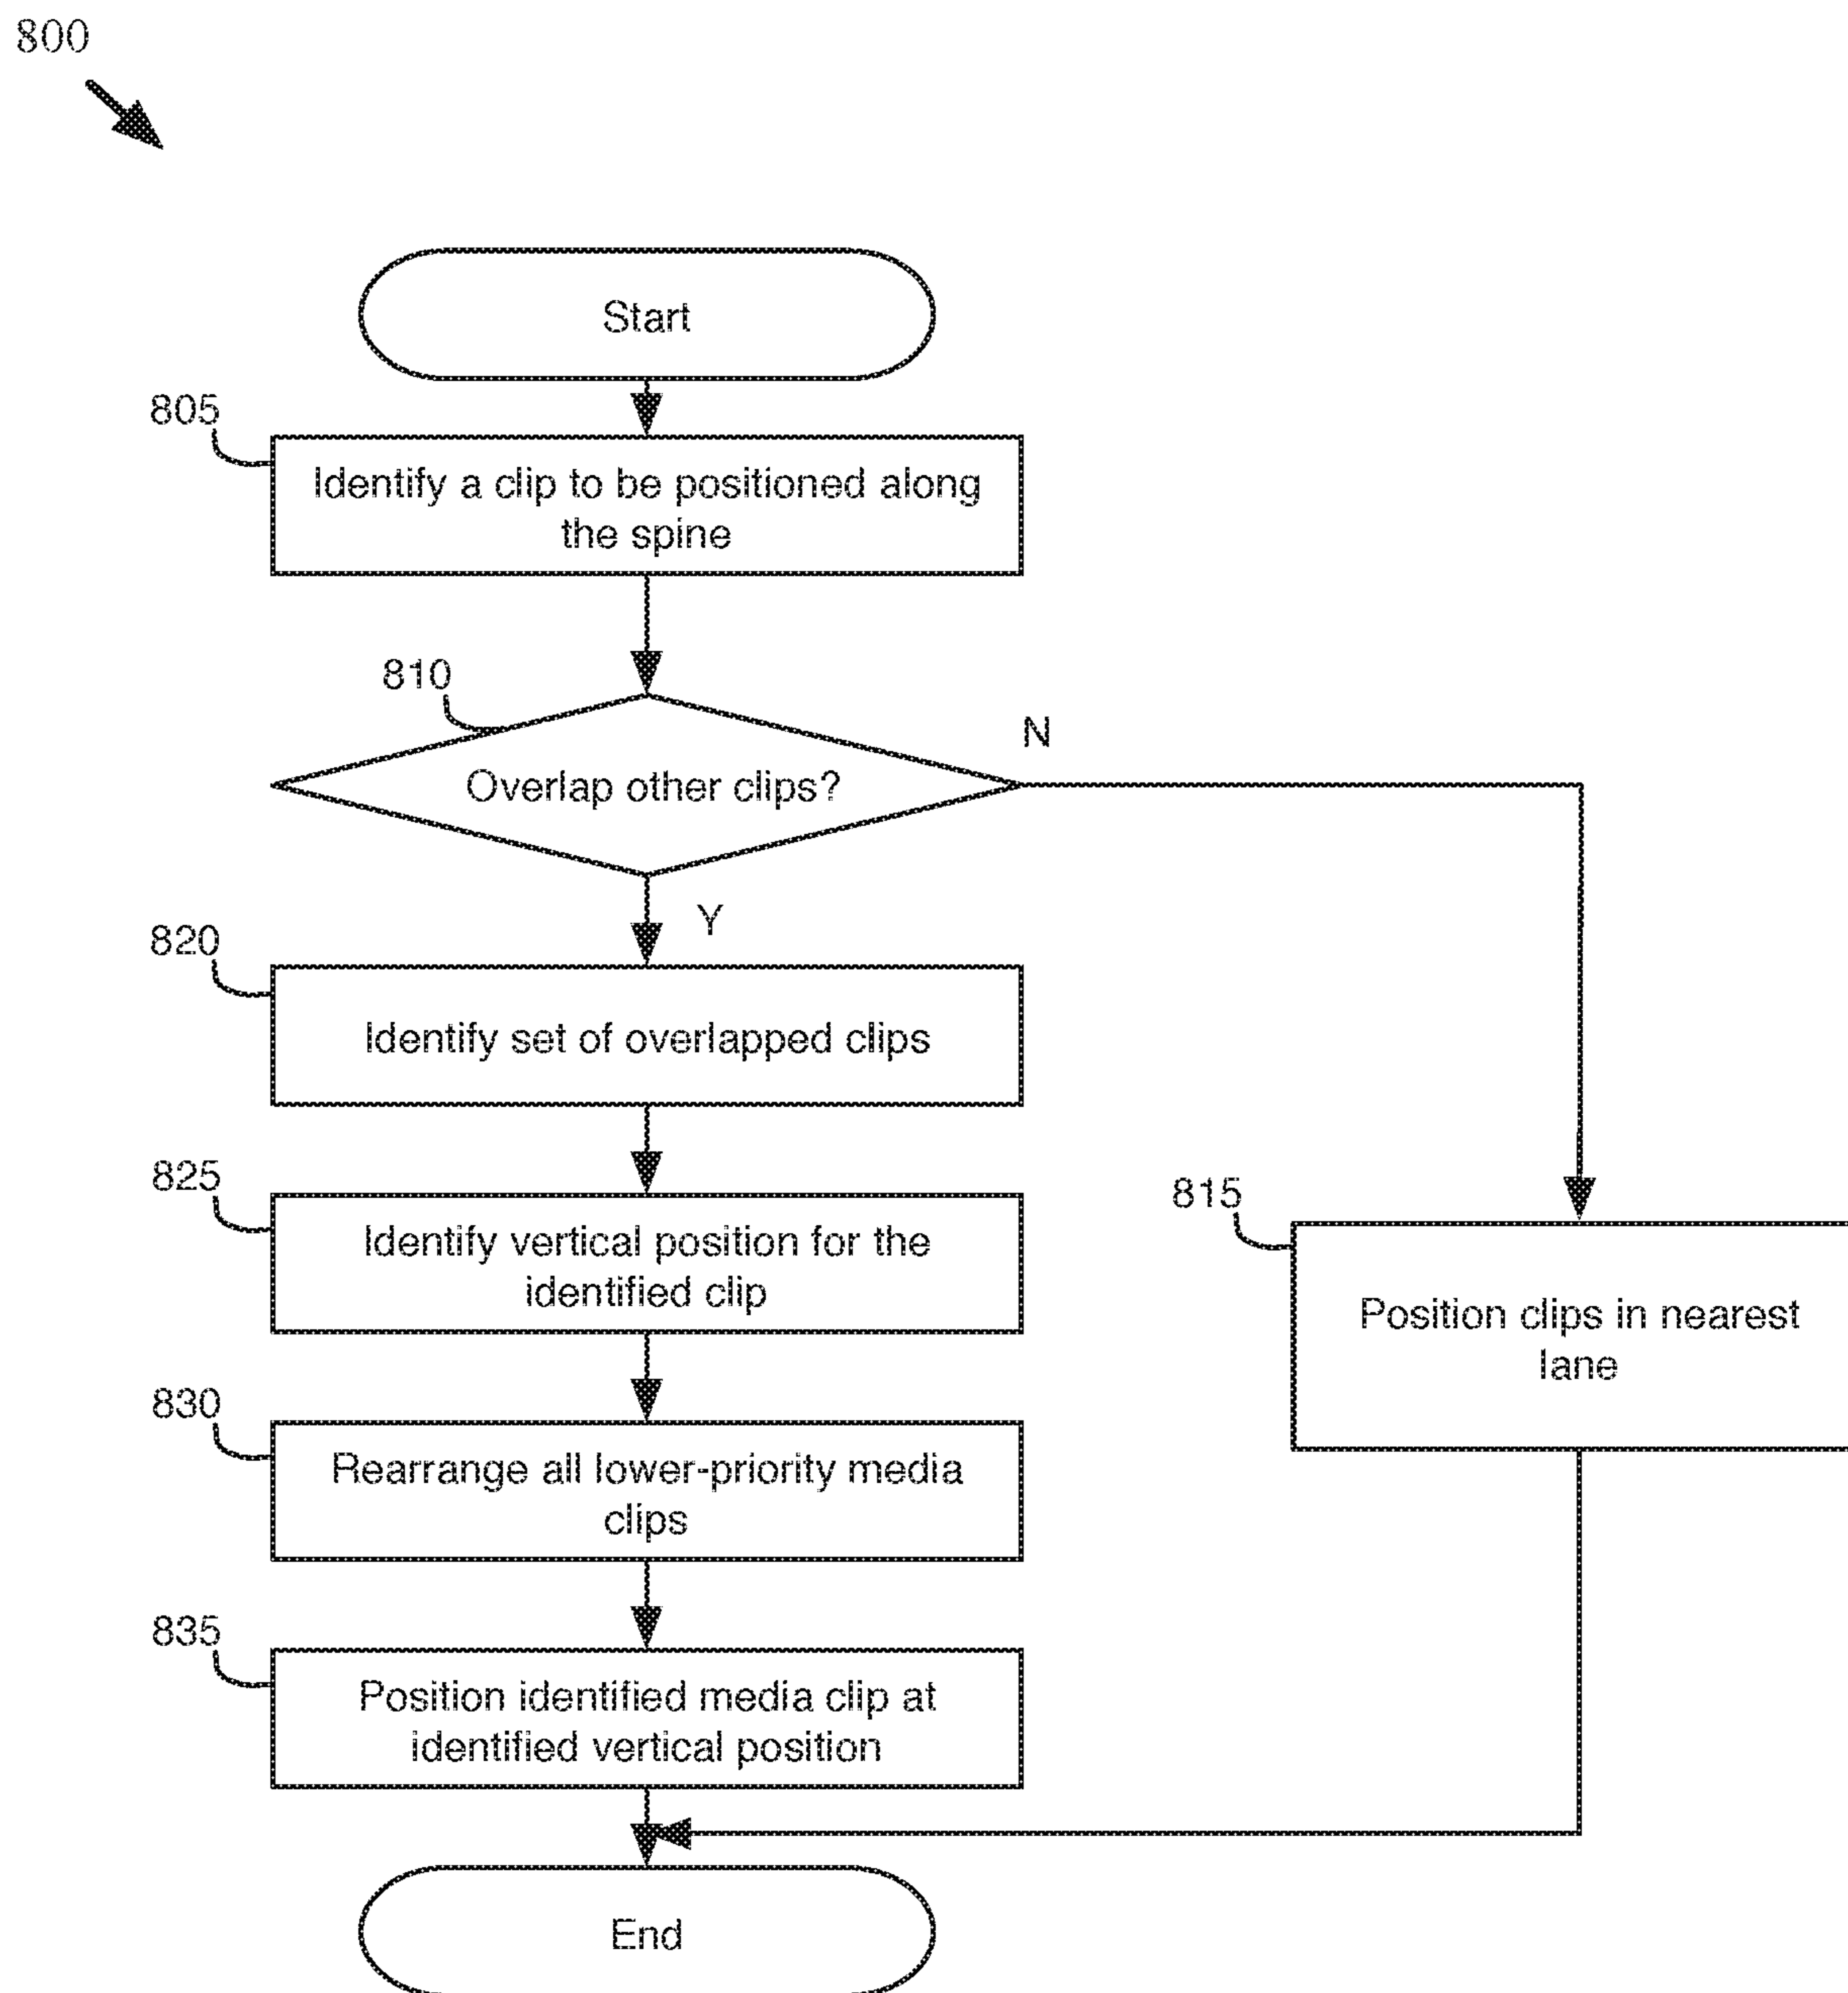 800
Start
805
Identify a clip to be positioned along
the spine
810
N
Overlap other clips?
Y
820
Identify set of overlapped clips
825
Identify vertical position for the
identified clip
815
Position clips in nearest
lane
830
Rearrange all lower-priority media
clips
835
Position identified media clip at
identified vertical position
End